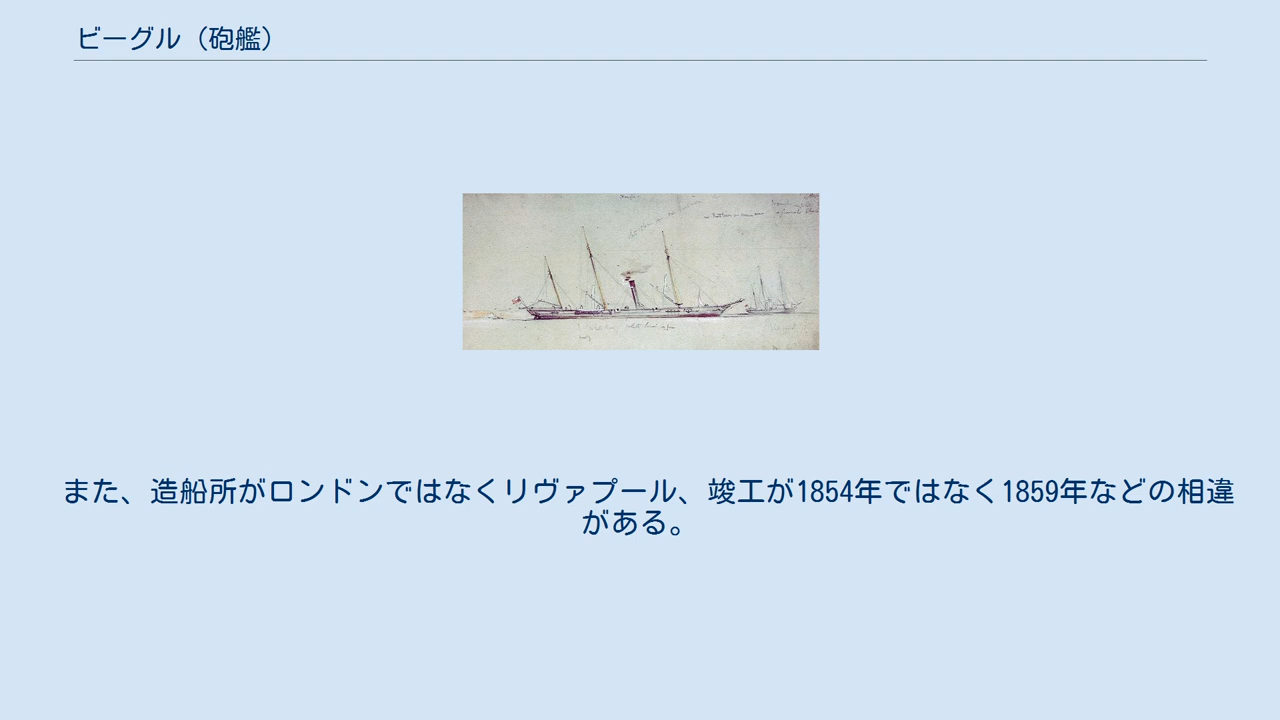 ビーグル（砲艦）
また、造船所がロンドンではなくリヴァプール、竣工が1854年ではなく1859年などの相違
がある。